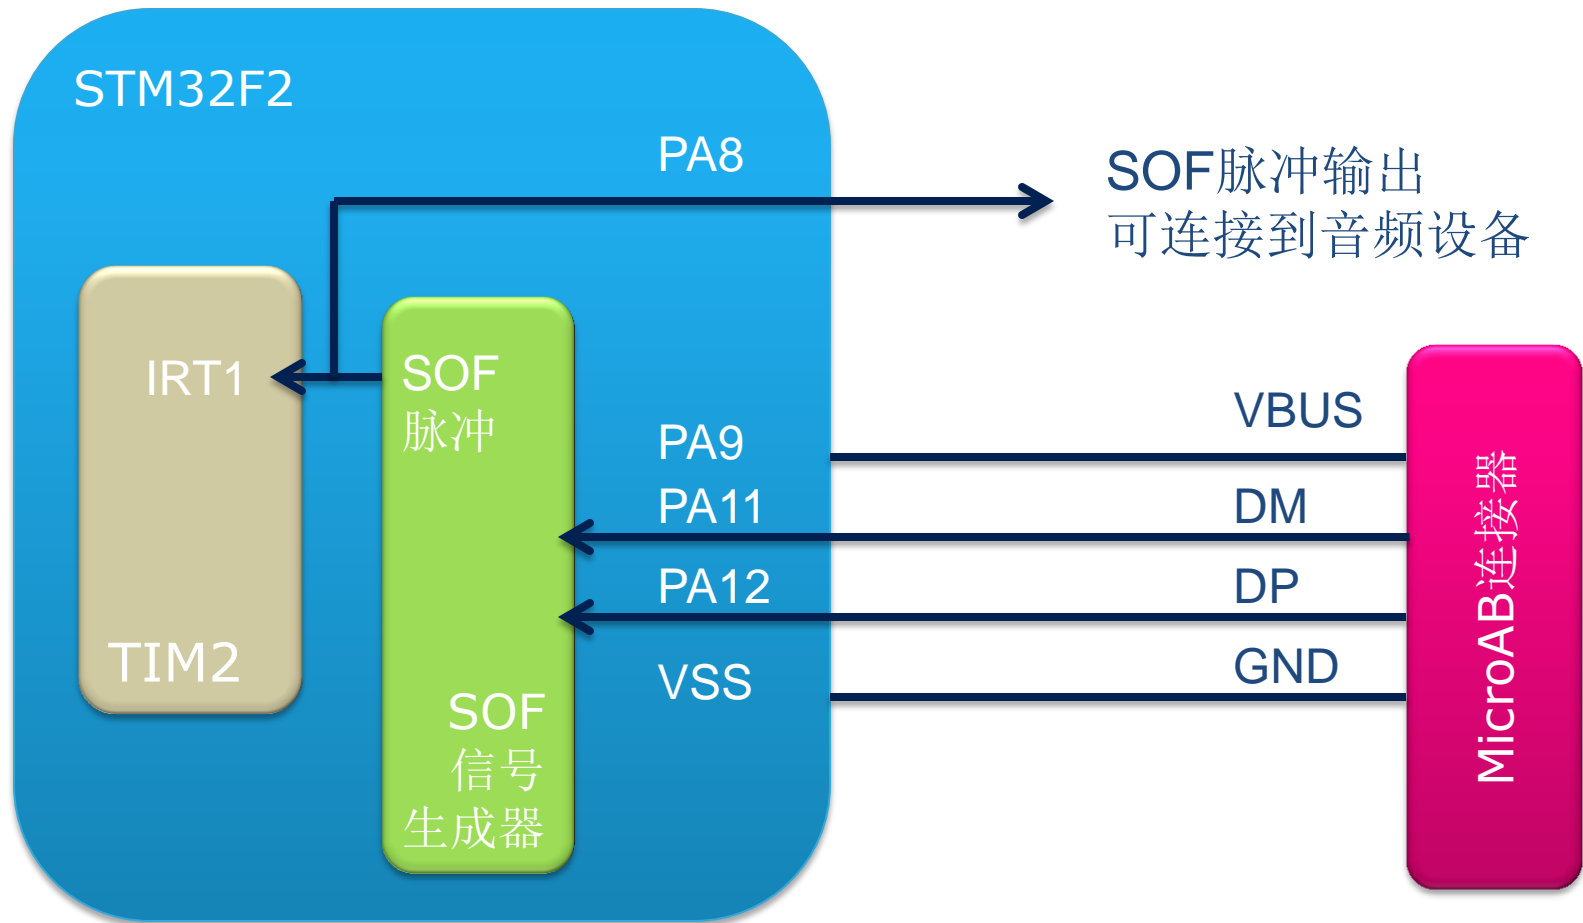 STM32F2
PA8
SOF脉冲输出
可连接到音频设备
IRT1
TIM2
SOF
脉冲
SOF
信号
生成器
PA9
PA11
PA12
VSS
VBUS
DM
DP
GND
MicroAB连接器